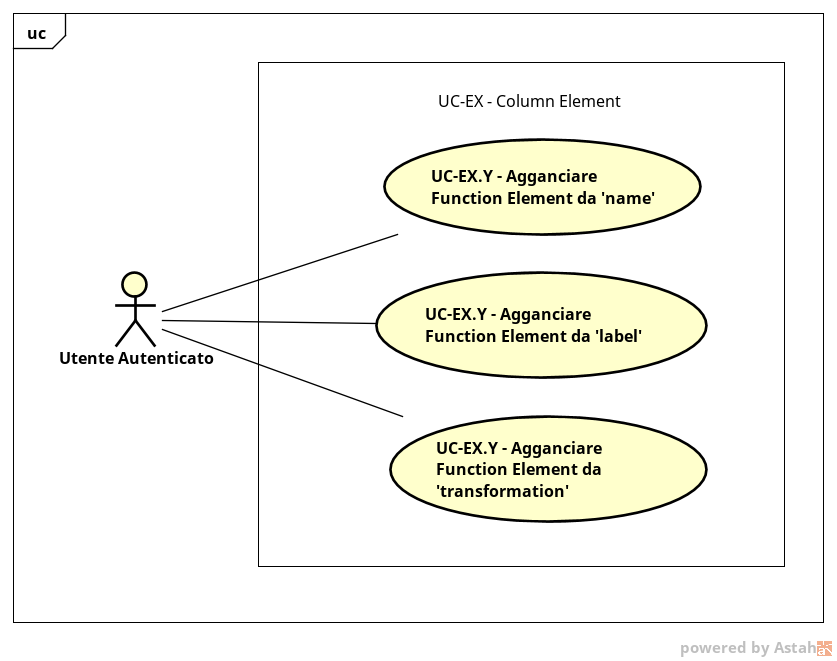 uc
UC-EX - Column Element
UC-EX.Y - Agganciare
Function Element da 'name'
UC-EX.Y - Agganciare
Function Element da 'label'
Utente Autenticato
UC-EX.Y - Agganciare
Function Element da
'transformation'
powered by Astah